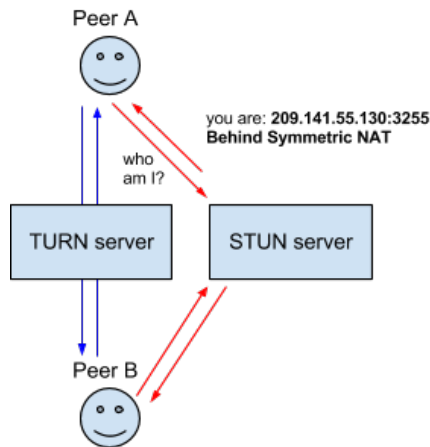 Peer A
you are: 209.141.55.130:3255
Behind Symmetric NAT
who
am I?
TURN server
STUN server
Peer B